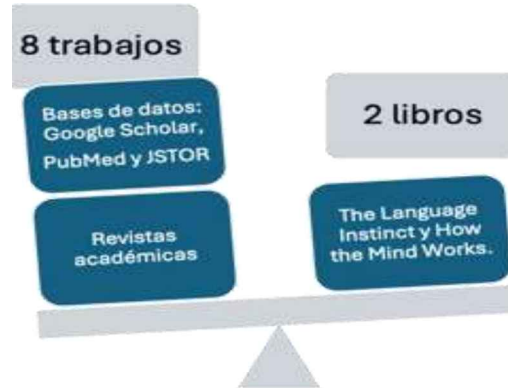 8 trabajos
Bases de datos:
Google Scholar,
PubMed y JSTOR
Revistas
académicas
2 libros
The Language
Instinct y How
the Mind Works.